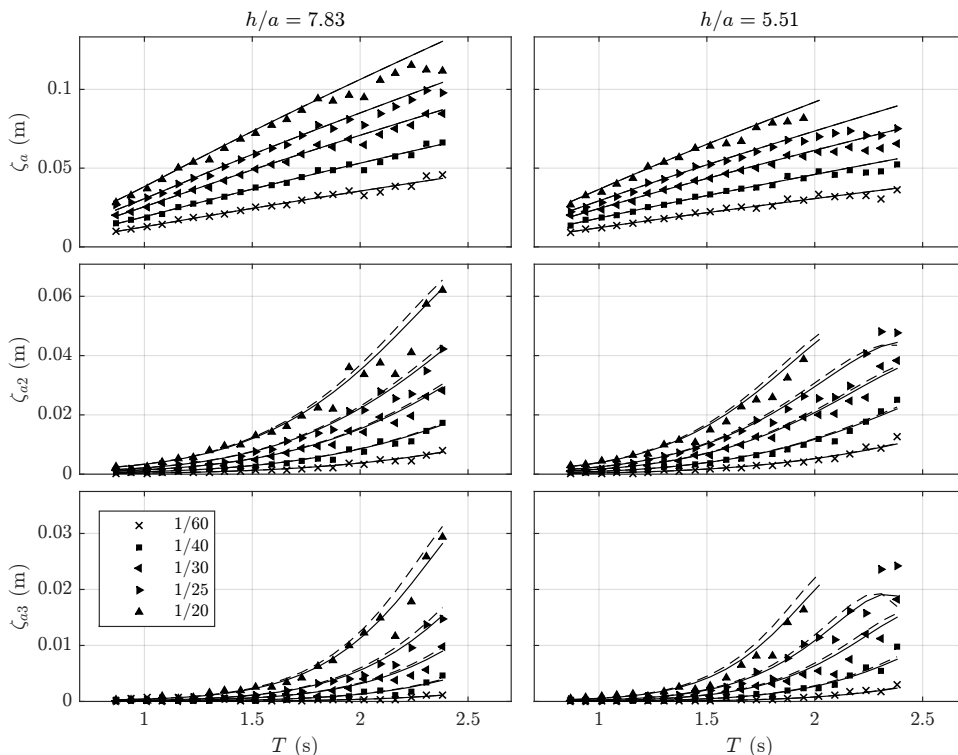 h/a = 7.83
h/a = 5.51
0.1
0.05
0
ζa (m)
0.06
0.04
0.02
0
ζa2 (m)
0.03
0.02
0.01
0
ζa3 (m)
1/60
1/40
1/30
1/25
1/20
1 1.5 2 2.5
1 1.5 2 2.5
T (s)
T (s)